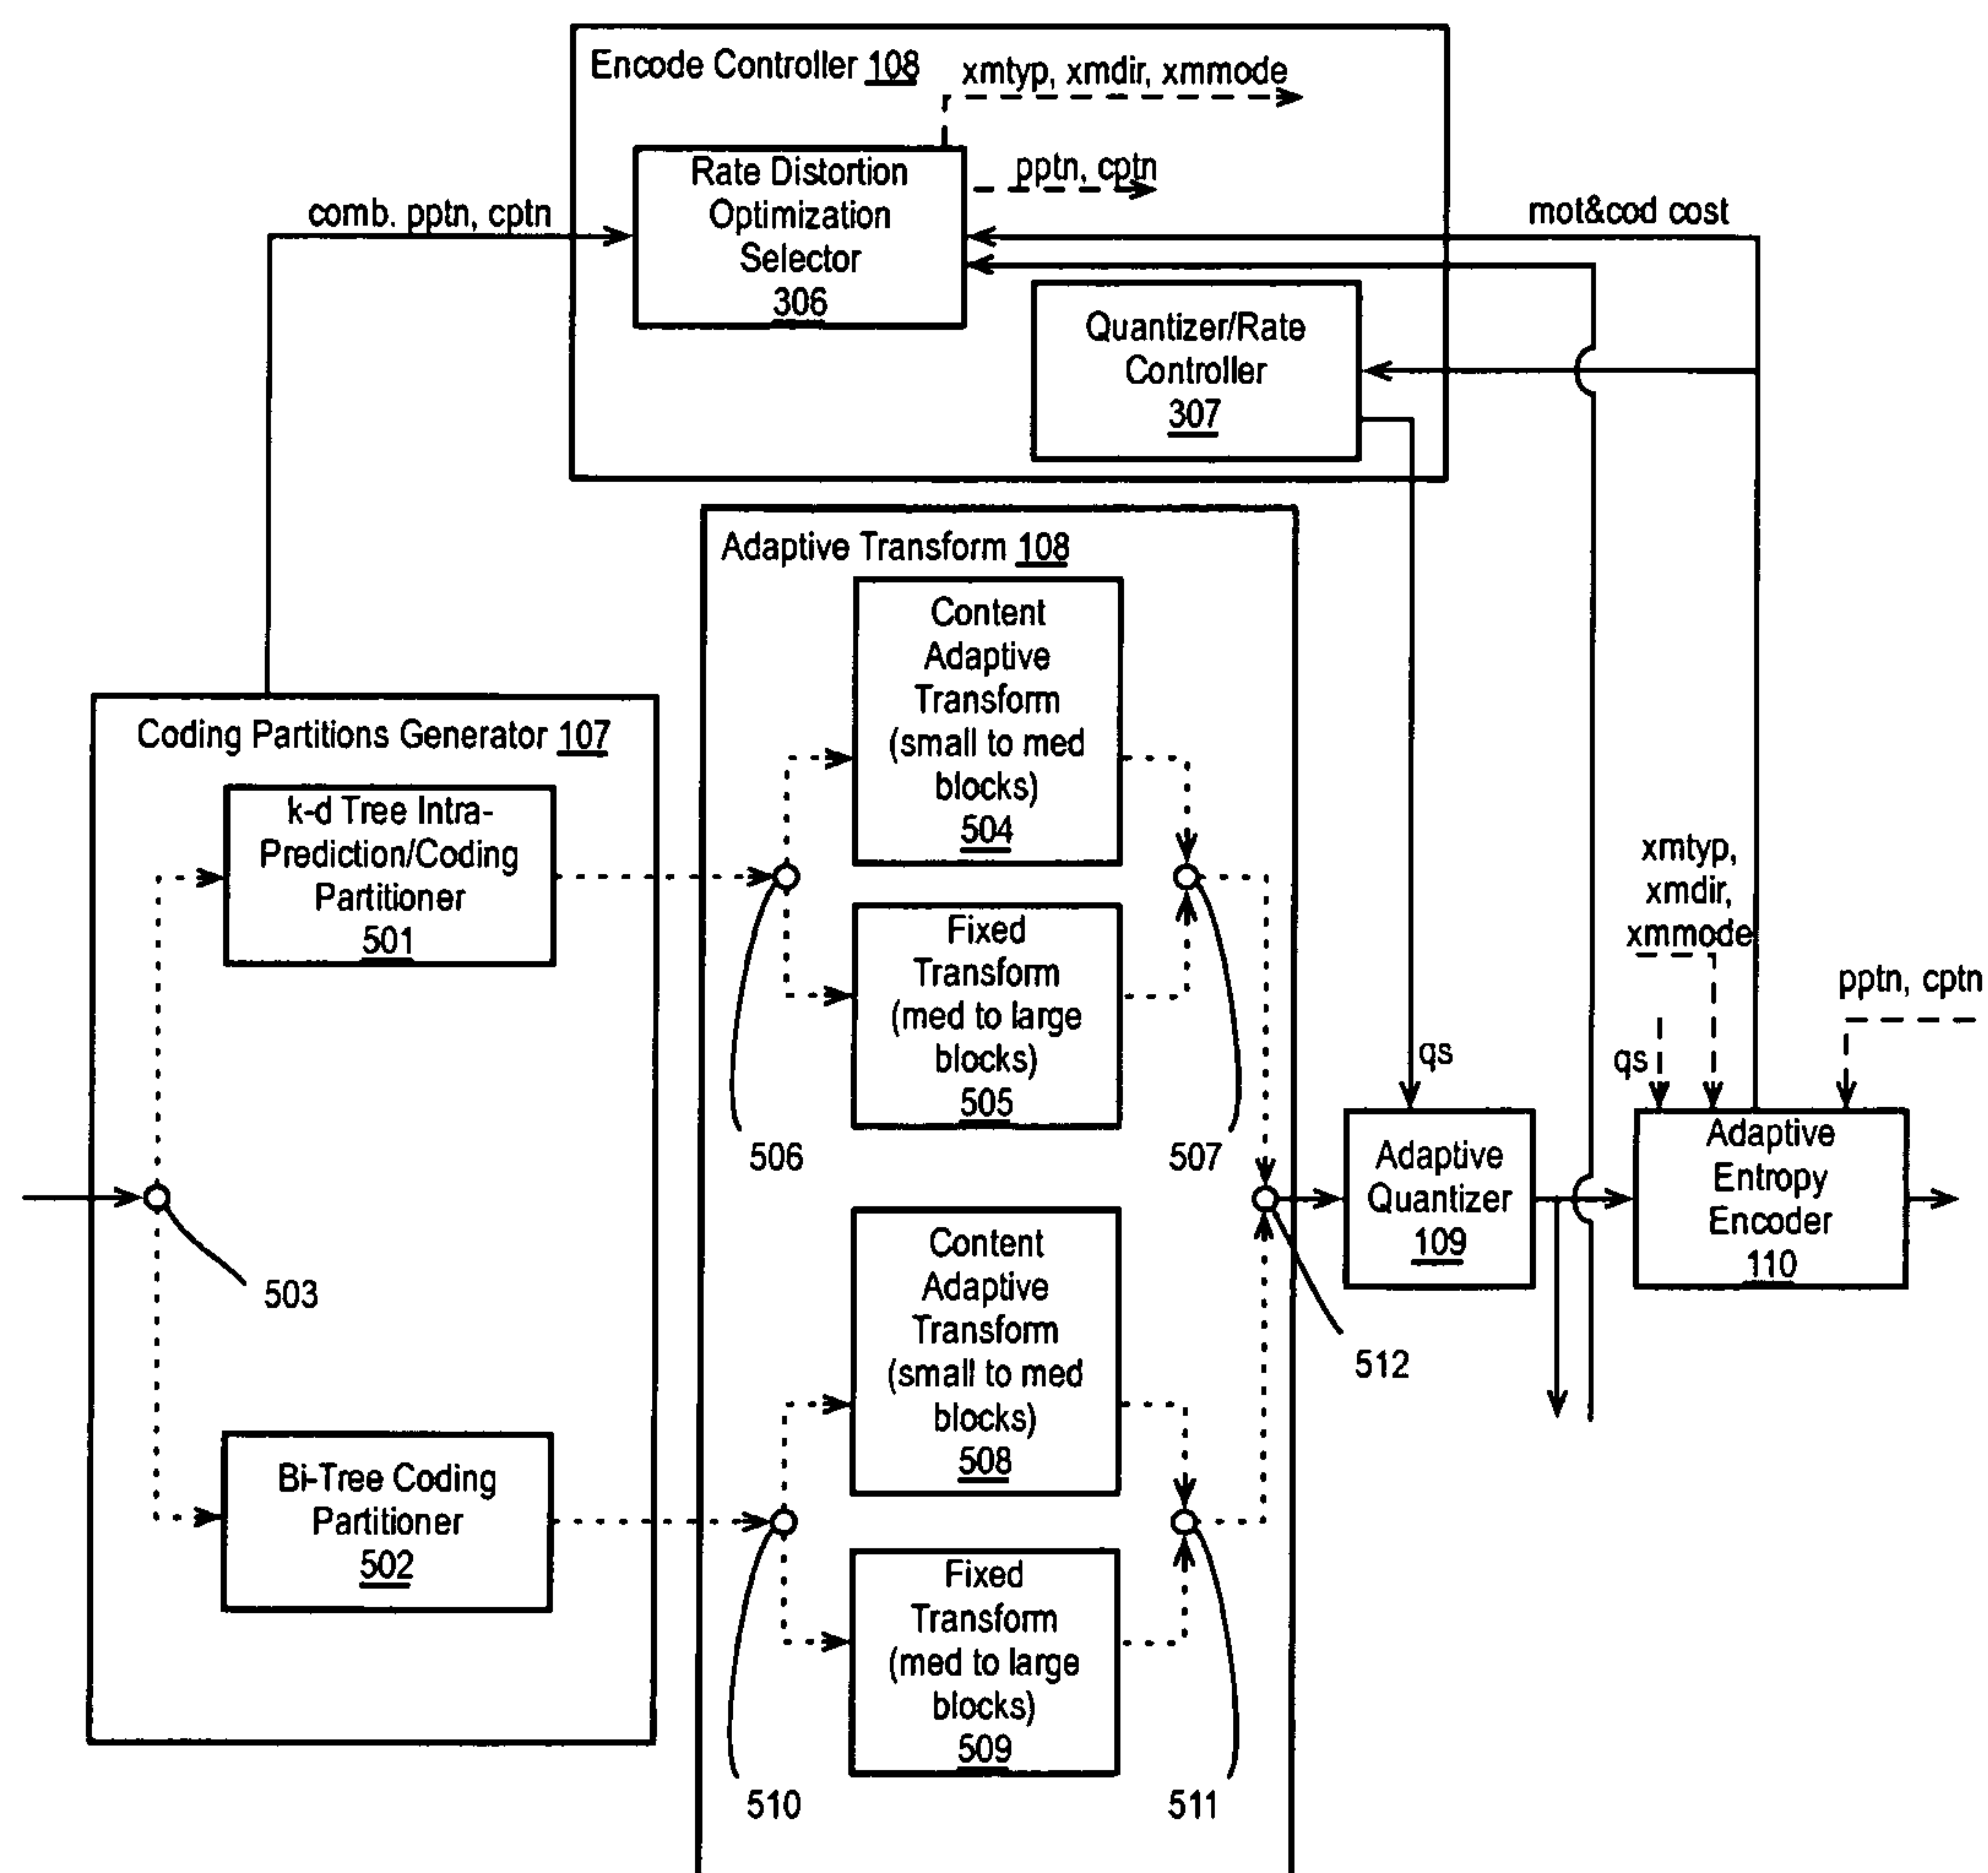 Encode Controller 108
xmtyp, xmdir, xmmode
Rate Distortion
Optimization
Selector
306
pptn, cptn
comb. pptn, cptn
mot&cod cost
Quantizer/Rate
Controller
307
Adaptive Transform 108
Content
Adaptive
Transform
(small to med
blocks)
504
Coding Partitions Generator 107
k-d Tree Intra-
Prediction/Coding
Partitioner
501
Fixed
Transform
(med to large
blocks)
505
xmtyp,
xmdir,
xmmode
pptn, cptn
qs
qs
506
507
Adaptive
Quantizer
109
Adaptive
Entropy
Encoder
110
503
Content
Adaptive
Transform
(small to med
blocks)
508
512
Bi-Tree Coding
Partitioner
502
Fixed
Transform
(med to large
blocks)
509
510
511